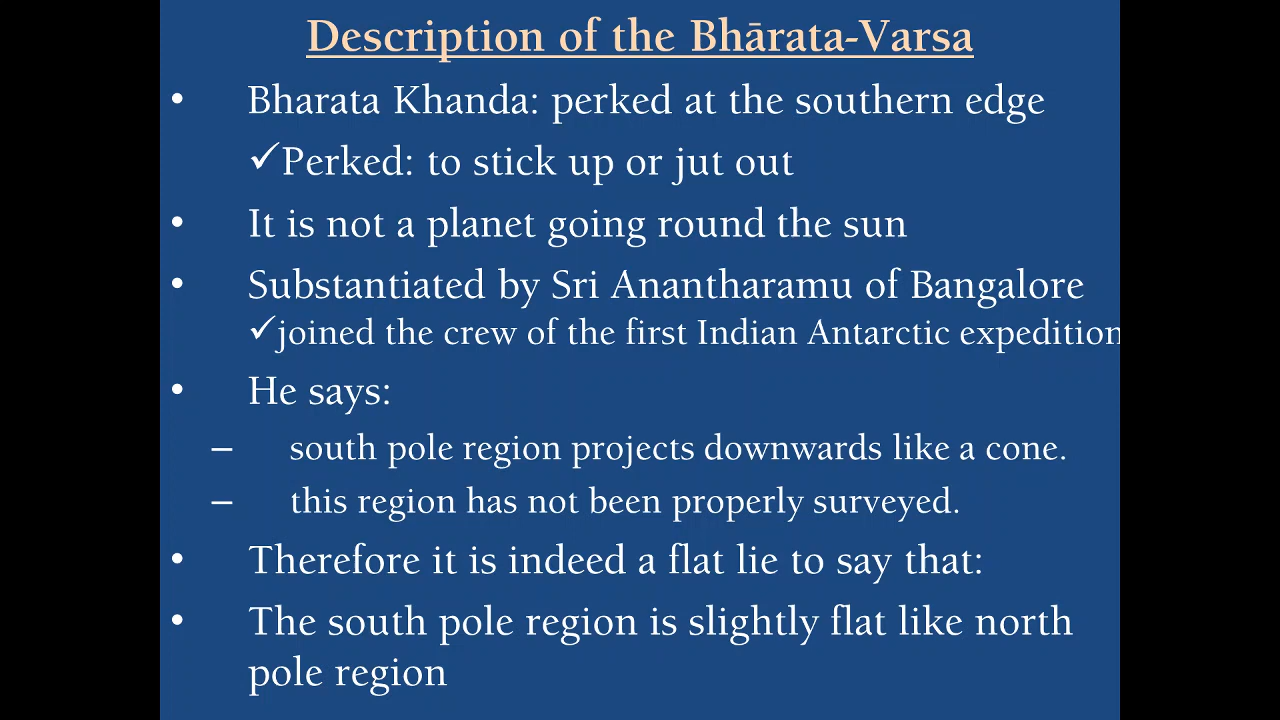 Description of the Bhārata-Varsa
• Bharata Khanda: perked at the southern edge
✓Perked: to stick up or jut out
• It is not a planet going round the sun
• Substantiated by Sri Anantharamu of Bangalore
✓joined the crew of the first Indian Antarctic expedition
• He says:
– south pole region projects downwards like a cone.
– this region has not been properly surveyed.
• Therefore it is indeed a flat lie to say that:
• The south pole region is slightly flat like north
pole region